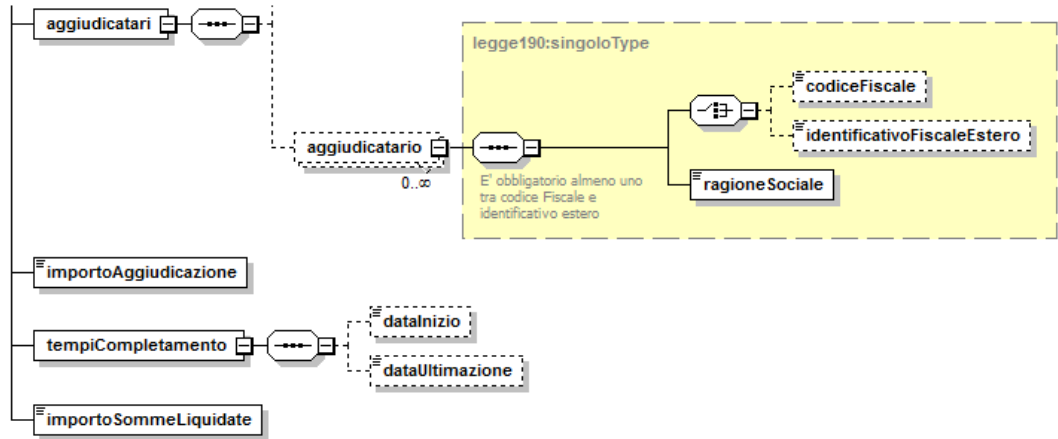 aggiudicatari
legge190:singoloType
codiceFiscale
identificativoFiscaleEstero
aggiudicatario
0..∞
E' obbligatorio almeno uno
tra codice Fiscale e
identificativo estero
ragioneSociale
importoAggiudicazione
tempiCompletamento
dataInizio
dataUltimazione
importoSommeLiquidate